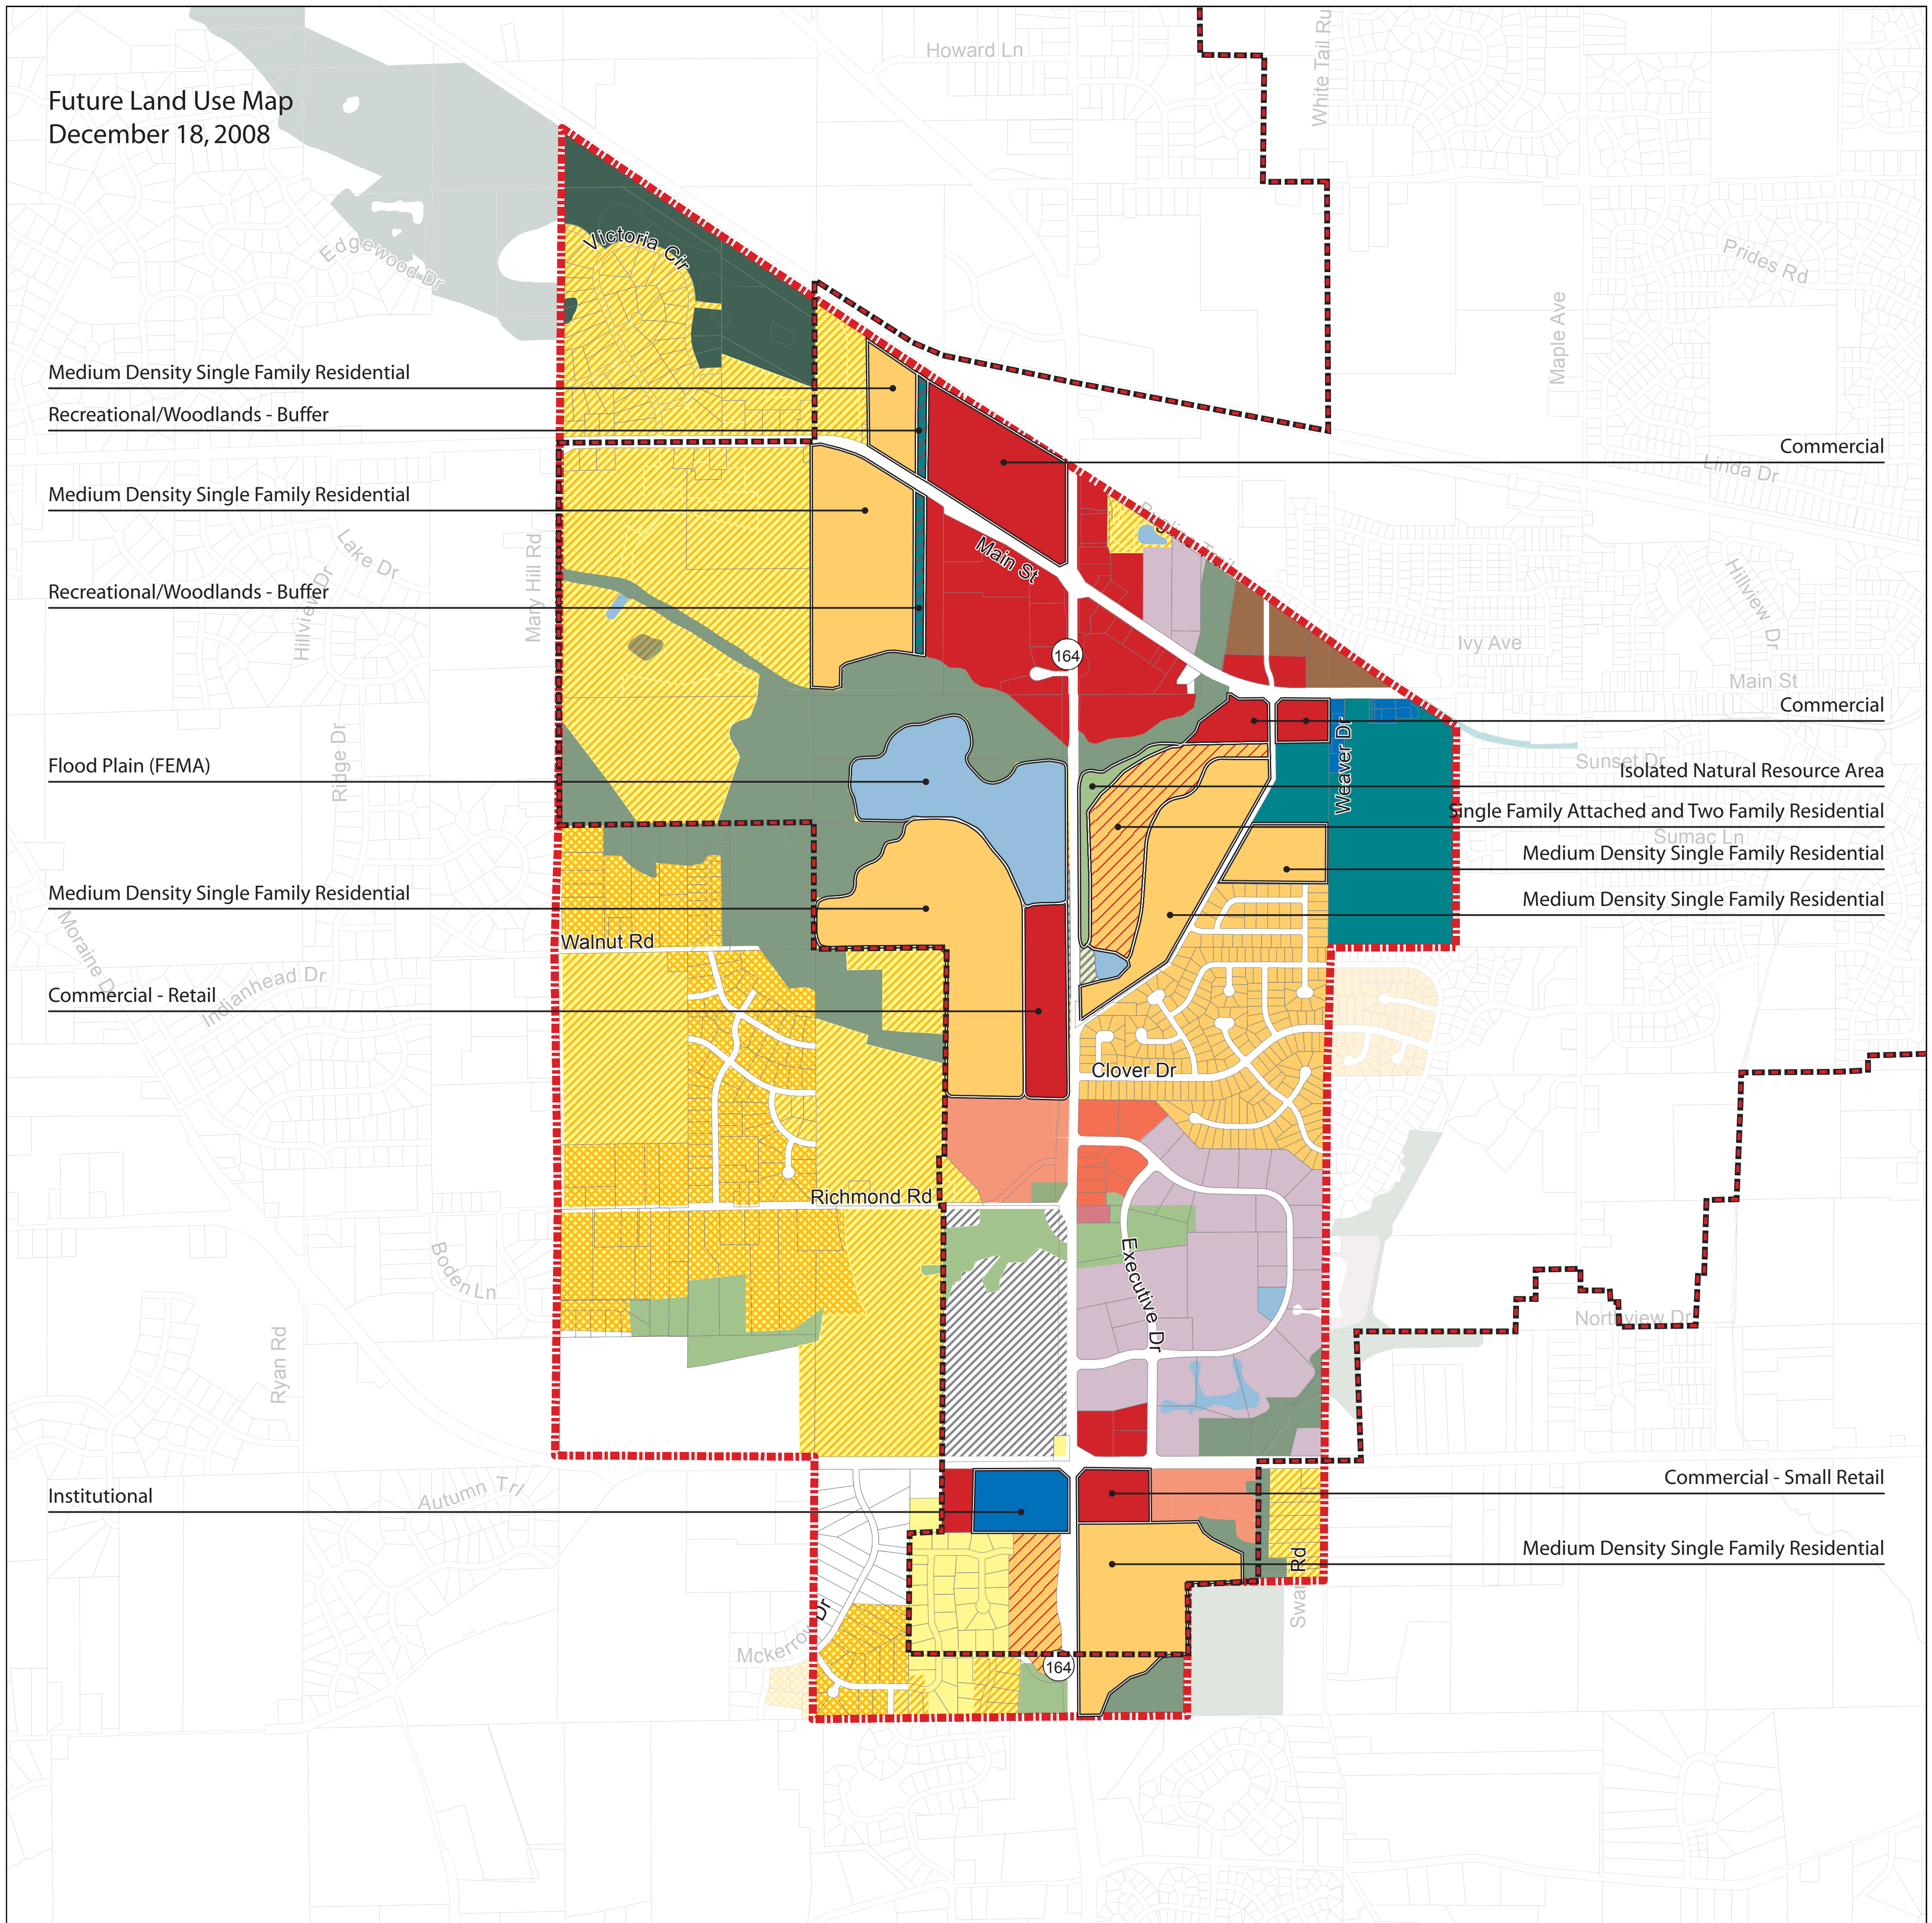 Howard Ln
White Tail Ru
Future Land Use Map
December 18, 2008
Edgewood Dr
Victoria Cir
Prides Rd
Maple Ave
Medium Density Single Family Residential
Recreational/Woodlands - Buffer
Commercial
Linda Dr
Medium Density Single Family Residential
Lake Dr
Mary Hill Rd
Main St
Hillview Dr
Hillview Dr
Recreational/Woodlands - Buffer
Ivy Ave
164
Main St
Commercial
Ridge Dr
Weaver Dr
Flood Plain (FEMA)
Sunset Dr
Isolated Natural Resource Area
Single Family Attached and Two Family Residential
Sumac Ln
Medium Density Single Family Residential
Medium Density Single Family Residential
Medium Density Single Family Residential
Moraine D
Walnut Rd
Indianhead Dr
Commercial - Retail
Clover Dr
Richmond Rd
Boden Ln
Executive Dr
Northview Dr
Ryan Rd
Autumn Trl
Institutional
Commercial - Small Retail
Medium Density Single Family Residential
Swan Rd
Mckerrow Dr
164